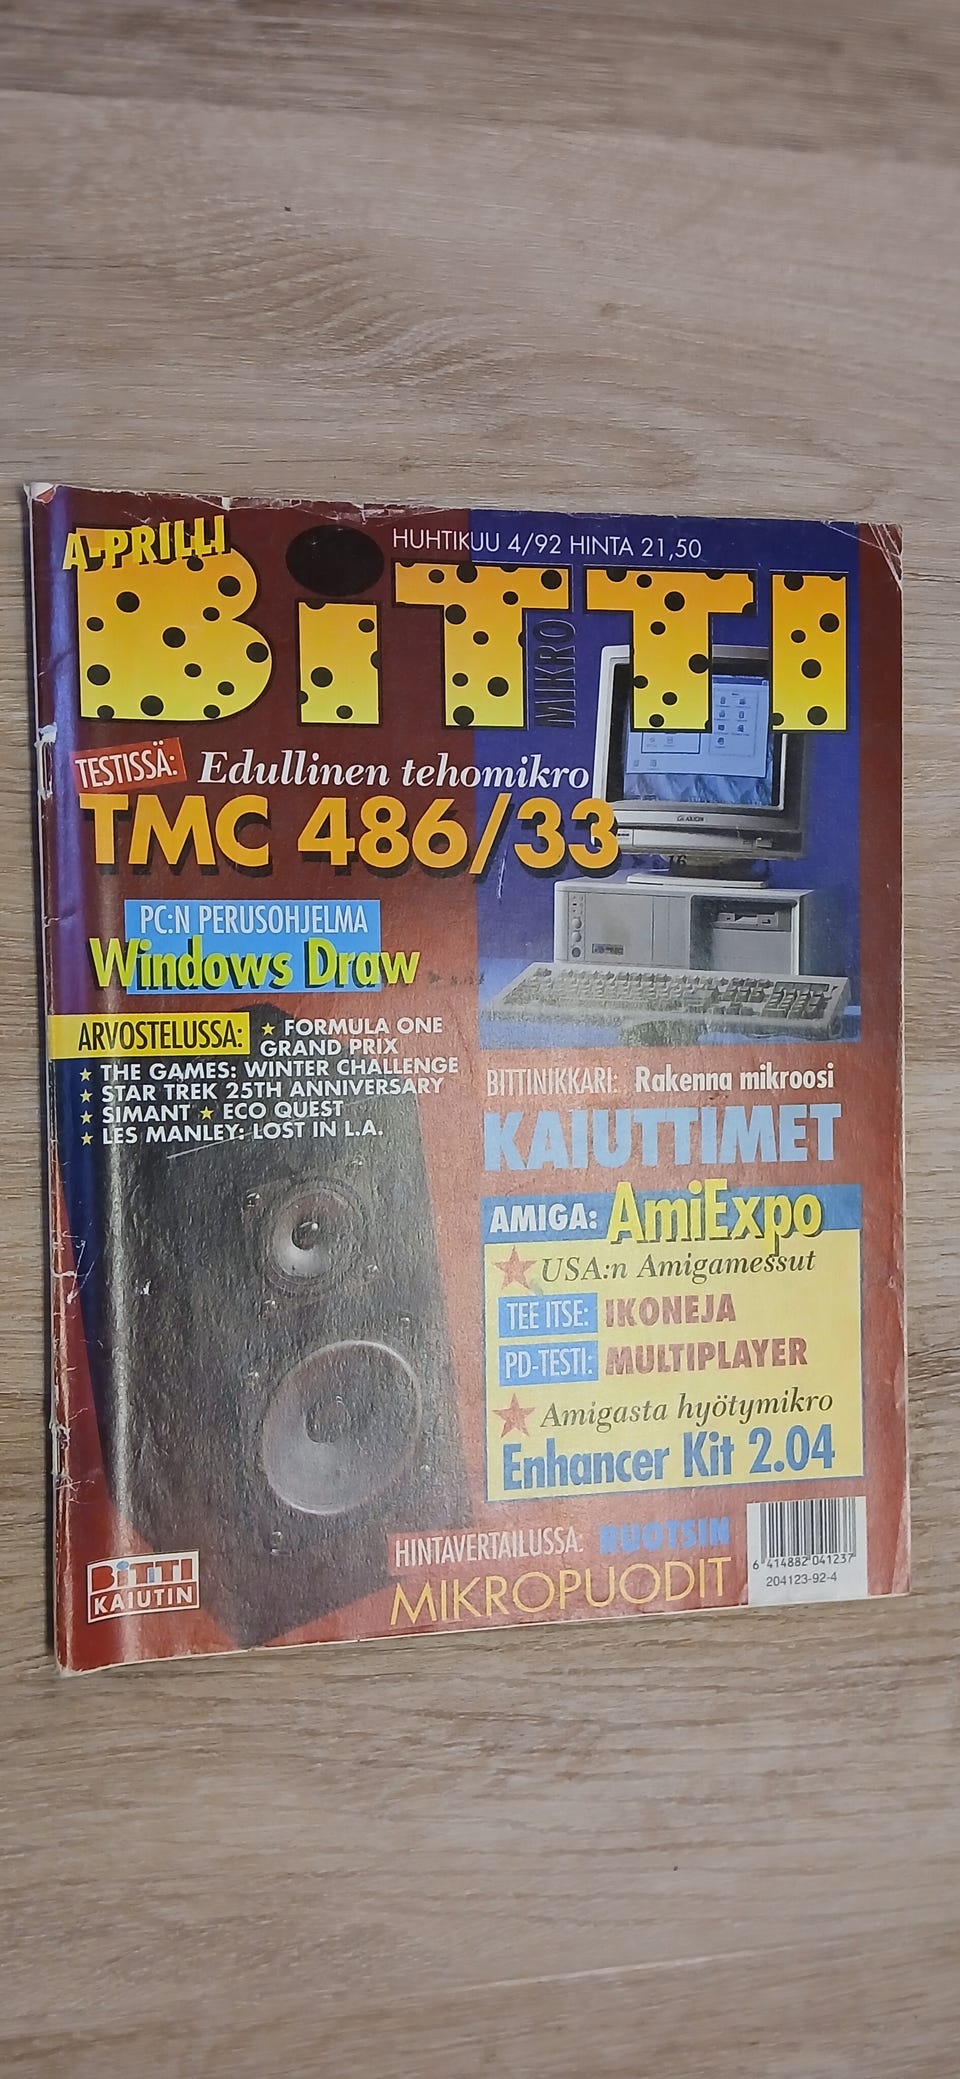 A-PRILLI
HUHTIKUU 4/92 HINTA 21,50
BiTTI
MIKRO
TESTISSÄ: Edullinen tehomikro
TMC 486/33
PC:N PERUSOHJELMA
Windows Draw
ARVOSTELUSSA: ★ FORMULA ONE
GRAND PRIX
★ THE GAMES: WINTER CHALLENGE
★ STAR TREK 25TH ANNIVERSARY
★ SIMANT ★ ECO QUEST
★ LES MANLEY: LOST IN L.A.
BITTINIKKARI: Rakenna mikroosi
KAIUTTIMET
AMIGA: AmiExpo
★ USA:n Amigamessut
TEE ITSE: IKONEJA
PD-TESTI: MULTIPLAYER
★ Amigasta hyötymikro
Enhancer Kit 2.04
HINTAVERTAILUSSA: RUOTSIN
MIKROPUODIT
BiTTI
KAIUTIN
6 414882 041237
204123-92-4